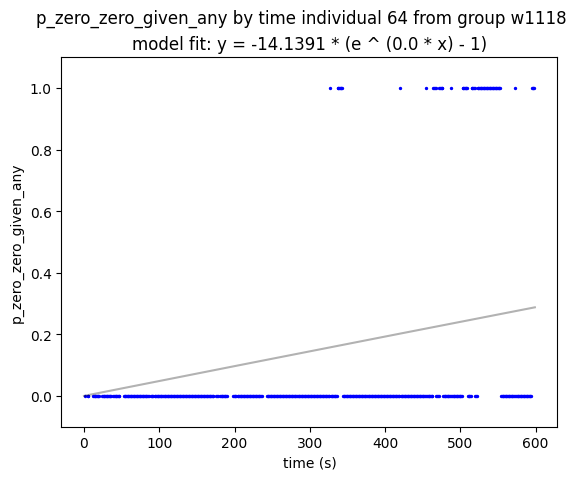 p_zero_zero_given_any by time individual 64 from group w1118
model fit: y = -14.1391 * (e ^ (0.0 * x) - 1)
1.0
0.8
0.6
0.4
0.2
0.0
p_zero_zero_given_any
0 100 200 300 400 500 600
time (s)